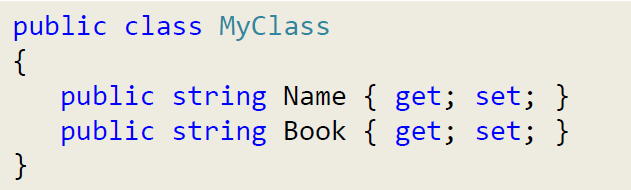 public class MyClass
{
   public string Name { get; set; }
   public string Book { get; set; }
}